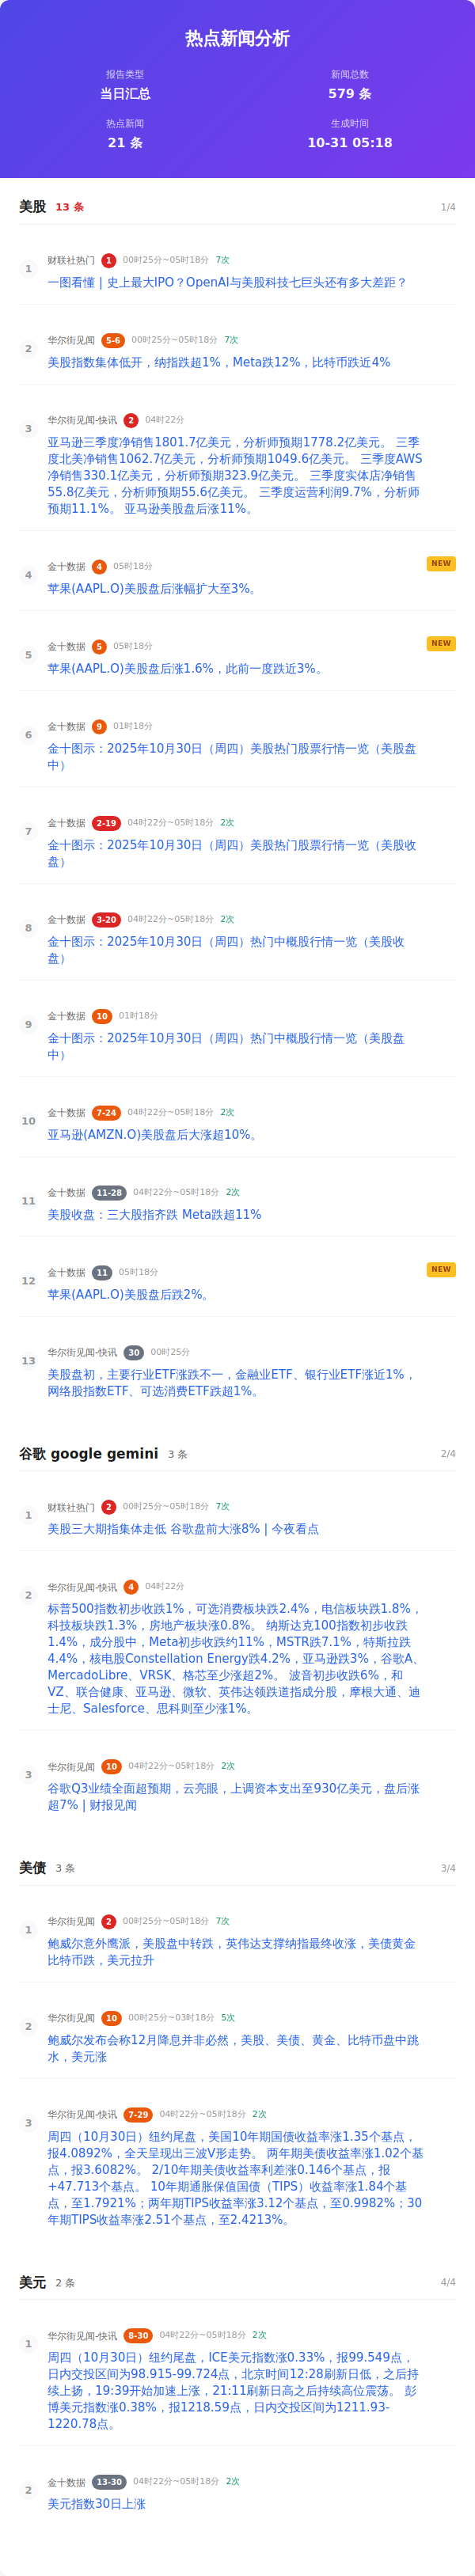 热点新闻分析
报告类型
当日汇总
新闻总数
579 条
热点新闻
21 条
生成时间
10-31 05:18
美股 13 条 1/4
1 财联社热门 1 00时25分~05时18分 7次
一图看懂 | 史上最大IPO？OpenAI与美股科技七巨头还有多大差距？
2 华尔街见闻 5-6 00时25分~05时18分 7次
美股指数集体低开，纳指跌超1%，Meta跌12%，比特币跌近4%
3 华尔街见闻-快讯 2 04时22分
亚马逊三季度净销售1801.7亿美元，分析师预期1778.2亿美元。 三季
度北美净销售1062.7亿美元，分析师预期1049.6亿美元。 三季度AWS
净销售330.1亿美元，分析师预期323.9亿美元。 三季度实体店净销售
55.8亿美元，分析师预期55.6亿美元。 三季度运营利润9.7%，分析师
预期11.1%。 亚马逊美股盘后涨11%。
4 金十数据 4 05时18分 NEW
苹果(AAPL.O)美股盘后涨幅扩大至3%。
5 金十数据 5 05时18分 NEW
苹果(AAPL.O)美股盘后涨1.6%，此前一度跌近3%。
6 金十数据 9 01时18分
金十图示：2025年10月30日（周四）美股热门股票行情一览（美股盘
中）
7 金十数据 2-19 04时22分~05时18分 2次
金十图示：2025年10月30日（周四）美股热门股票行情一览（美股收
盘）
8 金十数据 3-20 04时22分~05时18分 2次
金十图示：2025年10月30日（周四）热门中概股行情一览（美股收
盘）
9 金十数据 10 01时18分
金十图示：2025年10月30日（周四）热门中概股行情一览（美股盘
中）
10 金十数据 7-24 04时22分~05时18分 2次
亚马逊(AMZN.O)美股盘后大涨超10%。
11 金十数据 11-28 04时22分~05时18分 2次
美股收盘：三大股指齐跌 Meta跌超11%
12 金十数据 11 05时18分 NEW
苹果(AAPL.O)美股盘后跌2%。
13 华尔街见闻-快讯 30 00时25分
美股盘初，主要行业ETF涨跌不一，金融业ETF、银行业ETF涨近1%，
网络股指数ETF、可选消费ETF跌超1%。
谷歌 google gemini 3 条 2/4
1 财联社热门 2 00时25分~05时18分 7次
美股三大期指集体走低 谷歌盘前大涨8% | 今夜看点
2 华尔街见闻-快讯 4 04时22分
标普500指数初步收跌1%，可选消费板块跌2.4%，电信板块跌1.8%，
科技板块跌1.3%，房地产板块涨0.8%。 纳斯达克100指数初步收跌
1.4%，成分股中，Meta初步收跌约11%，MSTR跌7.1%，特斯拉跌
4.4%，核电股Constellation Energy跌4.2%，亚马逊跌3%，谷歌A、
MercadoLibre、VRSK、格芯至少涨超2%。 波音初步收跌6%，和
VZ、联合健康、亚马逊、微软、英伟达领跌道指成分股，摩根大通、迪
士尼、Salesforce、思科则至少涨1%。
3 华尔街见闻 10 04时22分~05时18分 2次
谷歌Q3业绩全面超预期，云亮眼，上调资本支出至930亿美元，盘后涨
超7% | 财报见闻
美债 3 条 3/4
1 华尔街见闻 2 00时25分~05时18分 7次
鲍威尔意外鹰派，美股盘中转跌，英伟达支撑纳指最终收涨，美债黄金
比特币跌，美元拉升
2 华尔街见闻 10 00时25分~03时18分 5次
鲍威尔发布会称12月降息并非必然，美股、美债、黄金、比特币盘中跳
水，美元涨
3 华尔街见闻-快讯 7-29 04时22分~05时18分 2次
周四（10月30日）纽约尾盘，美国10年期国债收益率涨1.35个基点，
报4.0892%，全天呈现出三波V形走势。 两年期美债收益率涨1.02个基
点，报3.6082%。 2/10年期美债收益率利差涨0.146个基点，报
+47.713个基点。 10年期通胀保值国债（TIPS）收益率涨1.84个基
点，至1.7921%；两年期TIPS收益率涨3.12个基点，至0.9982%；30
年期TIPS收益率涨2.51个基点，至2.4213%。
美元 2 条 4/4
1 华尔街见闻-快讯 8-30 04时22分~05时18分 2次
周四（10月30日）纽约尾盘，ICE美元指数涨0.33%，报99.549点，
日内交投区间为98.915-99.724点，北京时间12:28刷新日低，之后持
续上扬，19:39开始加速上涨，21:11刷新日高之后持续高位震荡。 彭
博美元指数涨0.38%，报1218.59点，日内交投区间为1211.93-
1220.78点。
2 金十数据 13-30 04时22分~05时18分 2次
美元指数30日上涨